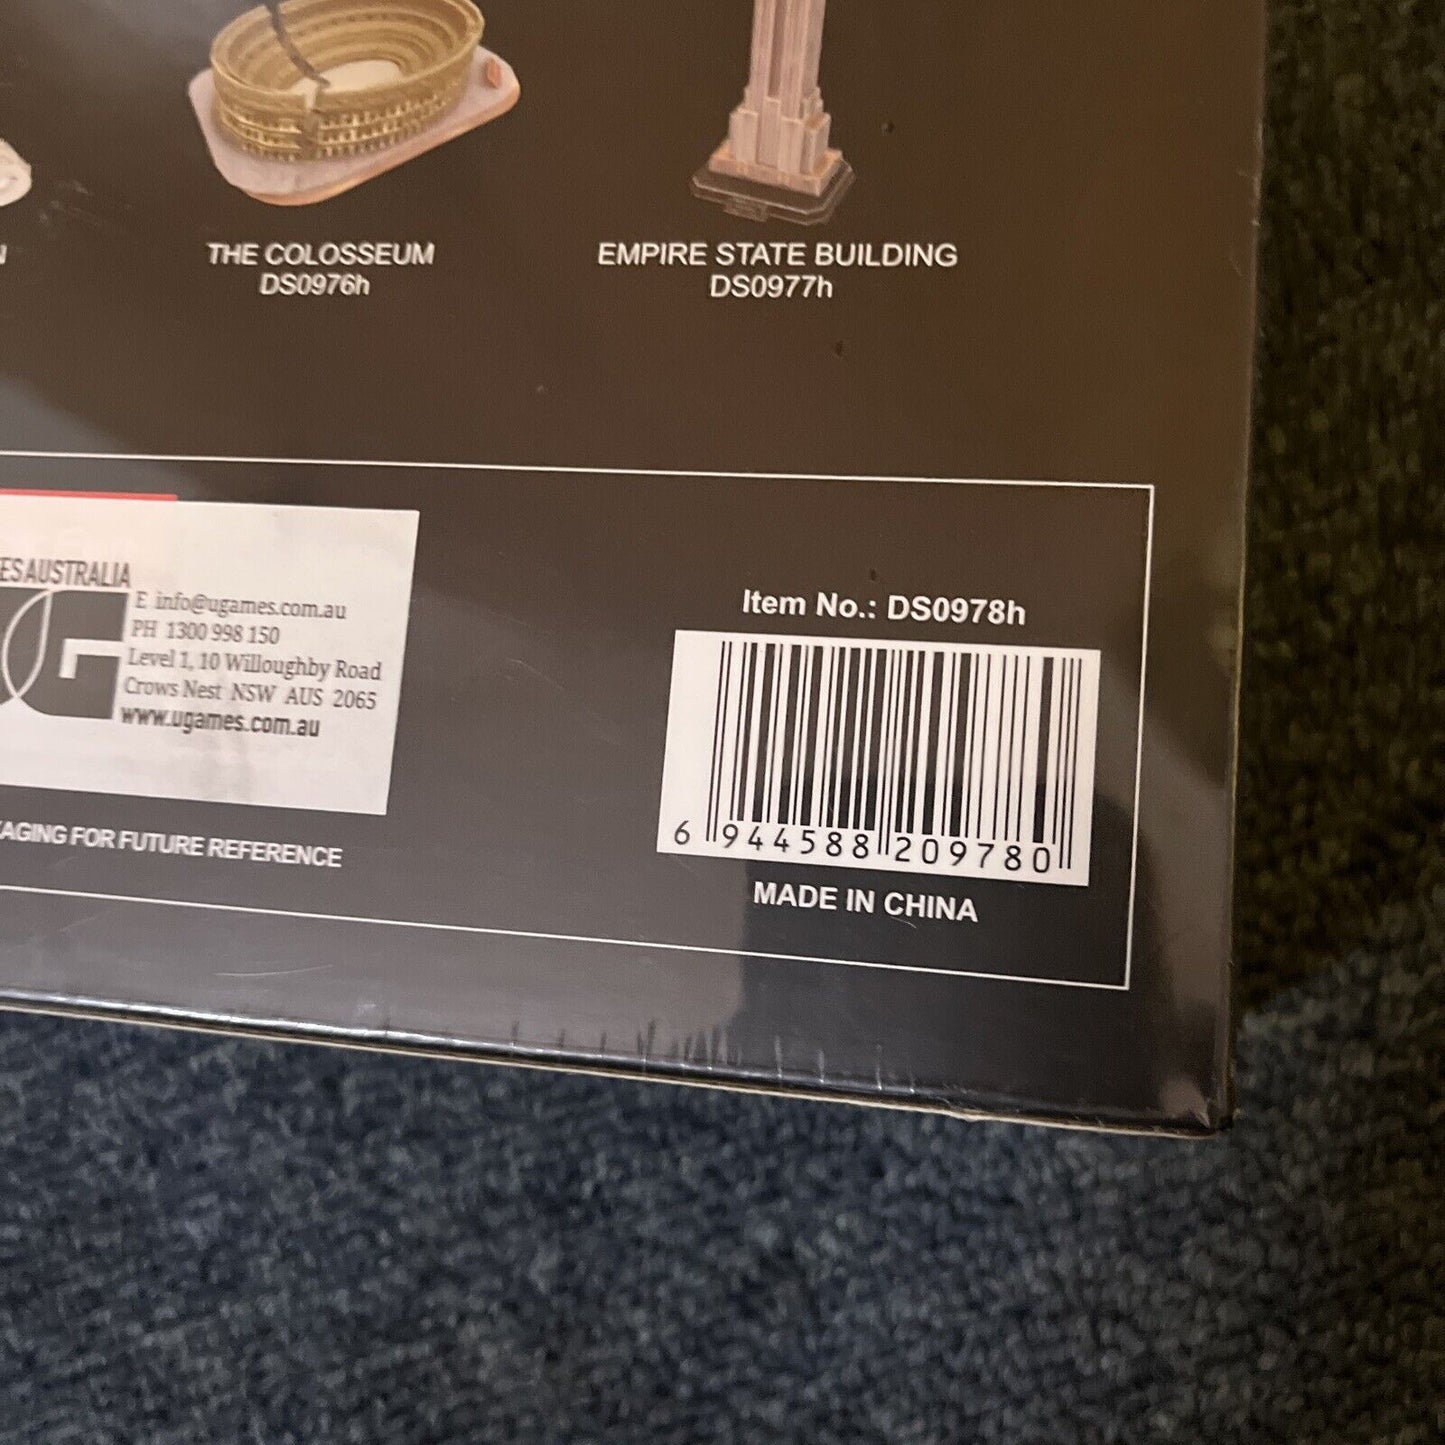 THE COLOSSEUM
DS0976h
EMPIRE STATE BUILDING
DS0977h
ES AUSTRALIA
E info@ugames.com.au
PH 1300 998 150
Level 1, 10 Willoughby Road
Crows Nest NSW AUS 2065
www.ugames.com.au
AGING FOR FUTURE REFERENCE
Item No.: DS0978h
6 944588 209780
MADE IN CHINA